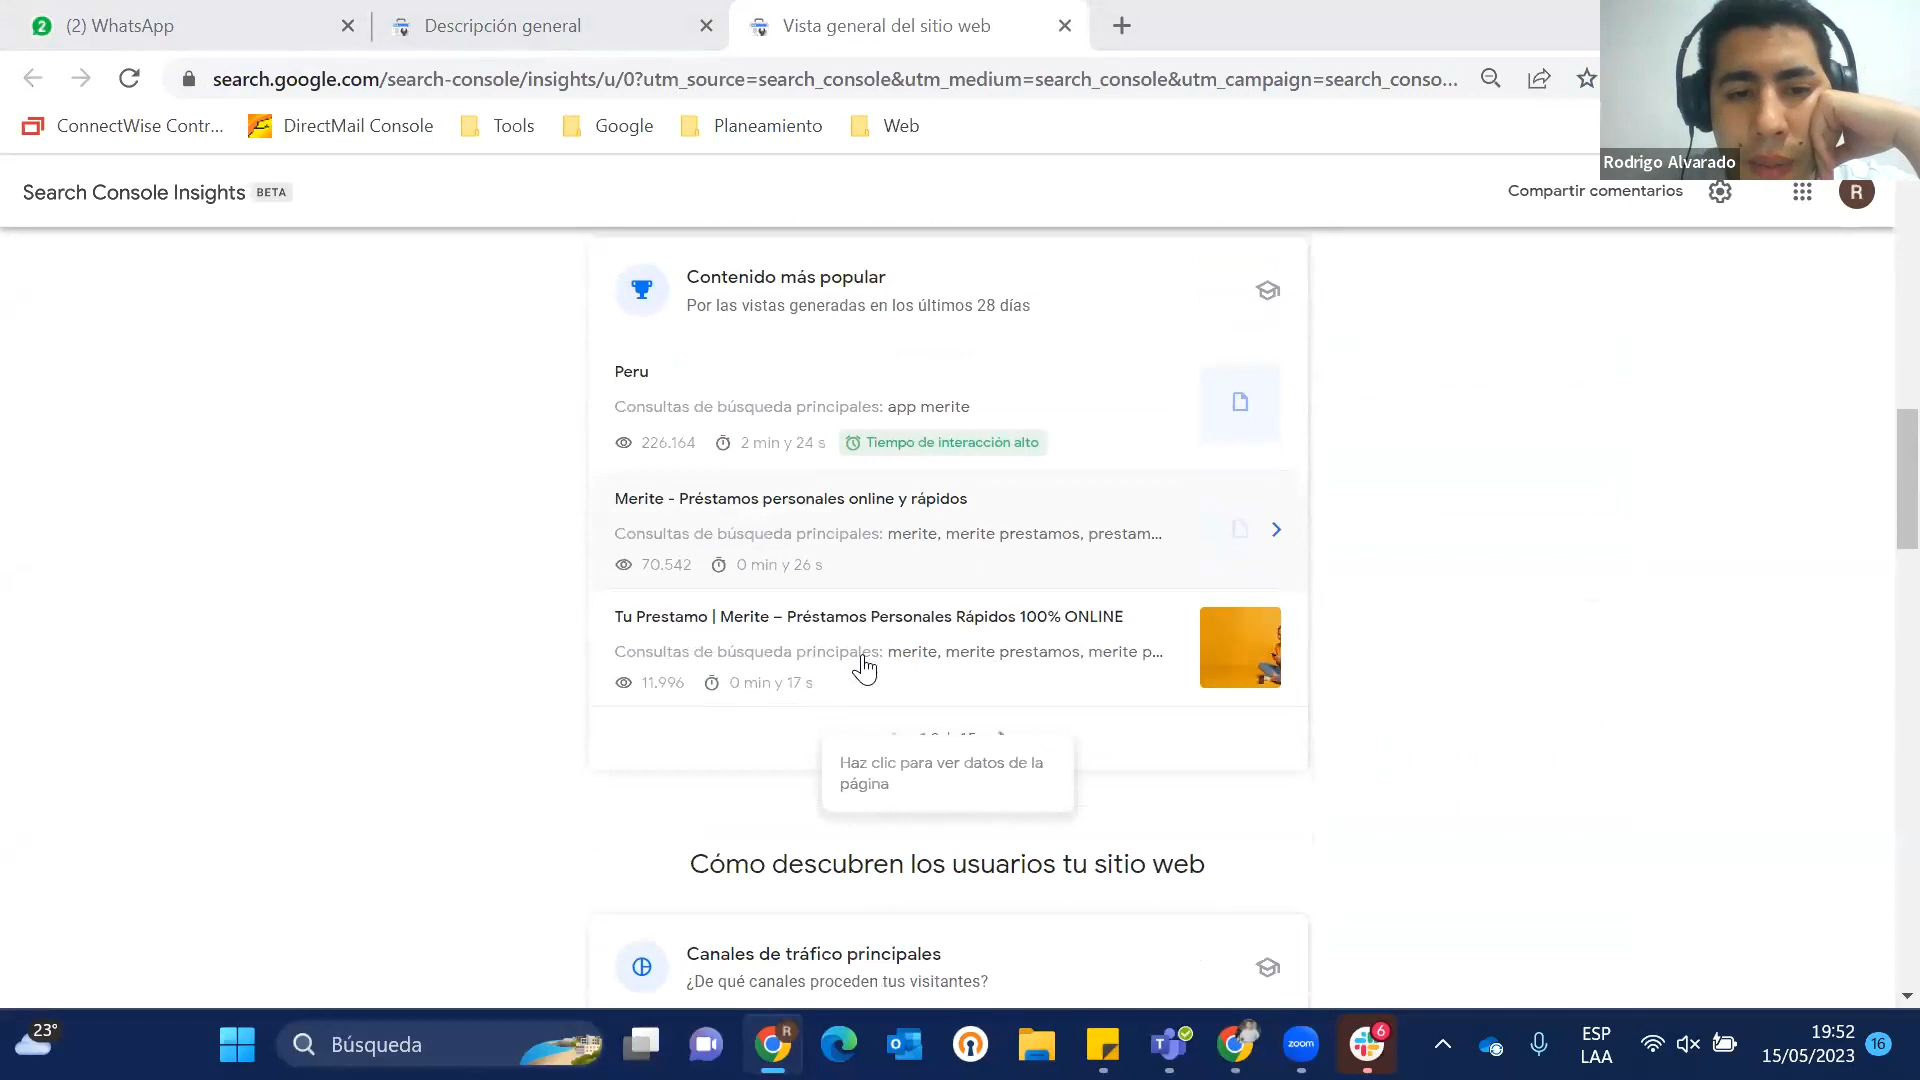 2
(2) WhatsApp
Descripción general
Vista general del sitio web
search.google.com/search-console/insights/u/0?utm_source=search_console&utm_medium=search_console&utm_campaign=search_conso...
ConnectWise Contr...
DirectMail Console
Tools
Google
Planeamiento
Web
Rodrigo Alvarado
Search Console Insights BETA
Compartir comentarios
R
Contenido más popular
Por las vistas generadas en los últimos 28 días
Peru
Consultas de búsqueda principales: app merite
226.164 2 min y 24 s Tiempo de interacción alto
Merite - Préstamos personales online y rápidos
Consultas de búsqueda principales: merite, merite prestamos, prestam...
70.542 0 min y 26 s
Tu Prestamo | Merite – Préstamos Personales Rápidos 100% ONLINE
Consultas de búsqueda principales: merite, merite prestamos, merite p...
11.996 0 min y 17 s
Haz clic para ver datos de la
página
Cómo descubren los usuarios tu sitio web
Canales de tráfico principales
¿De qué canales proceden tus visitantes?
23°
Búsqueda
R
zoom
6
ESP
LAA
19:52
15/05/2023
16